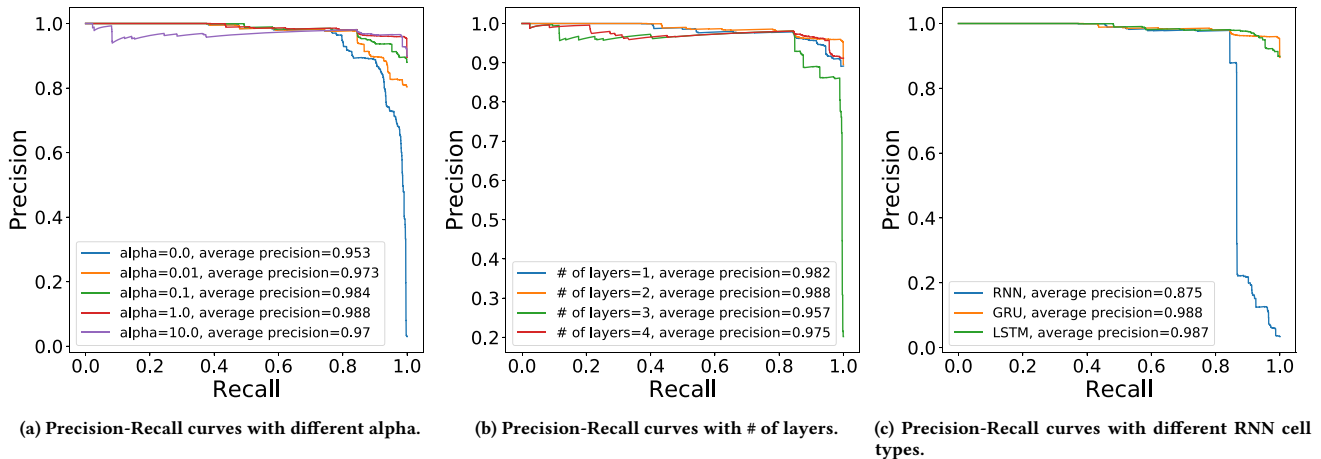 1.0
0.8
0.6
0.4
0.2
0.0
Precision
alpha=0.0, average precision=0.953
alpha=0.01, average precision=0.973
alpha=0.1, average precision=0.984
alpha=1.0, average precision=0.988
alpha=10.0, average precision=0.97
0.0 0.2 0.4 0.6 0.8 1.0
Recall
(a) Precision-Recall curves with different alpha.
1.0
0.9
0.8
0.7
0.6
0.5
0.4
0.3
0.2
Precision
# of layers=1, average precision=0.982
# of layers=2, average precision=0.988
# of layers=3, average precision=0.957
# of layers=4, average precision=0.975
0.0 0.2 0.4 0.6 0.8 1.0
Recall
(b) Precision-Recall curves with # of layers.
1.0
0.8
0.6
0.4
0.2
0.0
Precision
RNN, average precision=0.875
GRU, average precision=0.988
LSTM, average precision=0.987
0.0 0.2 0.4 0.6 0.8 1.0
Recall
(c) Precision-Recall curves with different RNN cell
types.